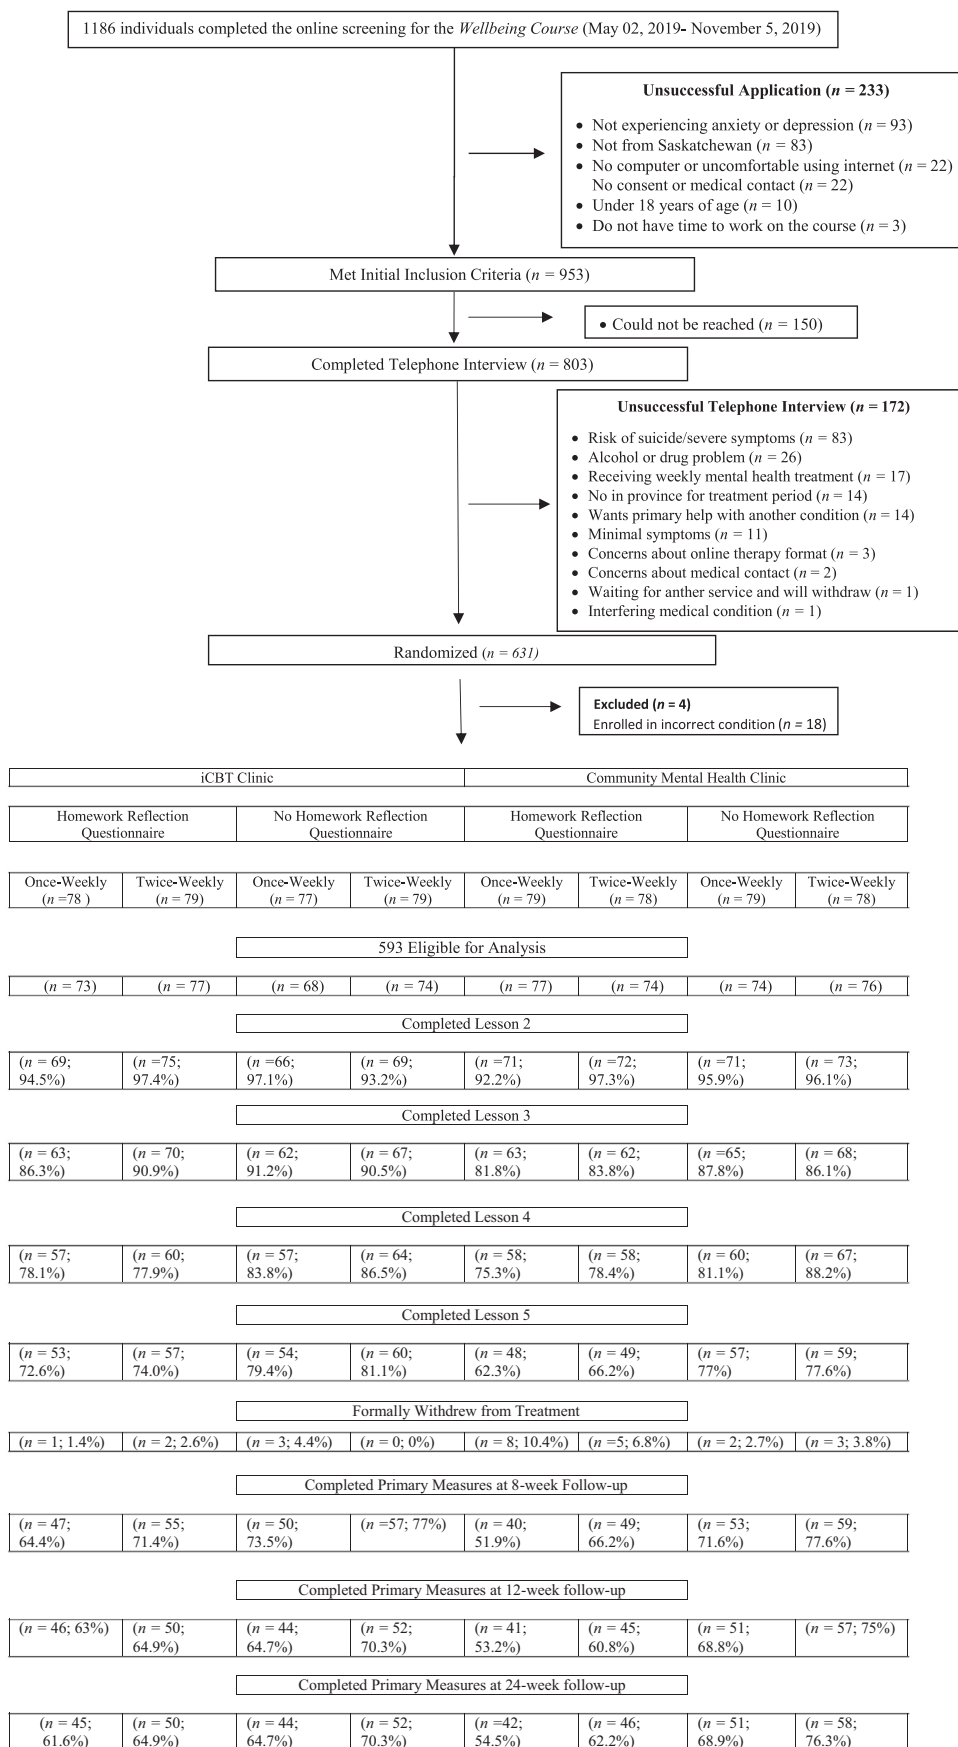 1186 individuals completed the online screening for the Wellbeing Course (May 02, 2019- November 5, 2019)
Unsuccessful Application (n = 233)
• Not experiencing anxiety or depression (n = 93)
• Not from Saskatchewan (n = 83)
• No computer or uncomfortable using internet (n = 22)
No consent or medical contact (n = 22)
• Under 18 years of age (n = 10)
• Do not have time to work on the course (n = 3)
Met Initial Inclusion Criteria (n = 953)
• Could not be reached (n = 150)
Completed Telephone Interview (n = 803)
Unsuccessful Telephone Interview (n = 172)
• Risk of suicide/severe symptoms (n = 83)
• Alcohol or drug problem (n = 26)
• Receiving weekly mental health treatment (n = 17)
• No in province for treatment period (n = 14)
• Wants primary help with another condition (n = 14)
• Minimal symptoms (n = 11)
• Concerns about online therapy format (n = 3)
• Concerns about medical contact (n = 2)
• Waiting for anther service and will withdraw (n = 1)
• Interfering medical condition (n = 1)
Randomized (n = 631)
Excluded (n = 4)
Enrolled in incorrect condition (n = 18)
iCBT Clinic Community Mental Health Clinic
Homework Reflection No Homework Reflection Homework Reflection No Homework Reflection
Questionnaire Questionnaire Questionnaire Questionnaire
Once-Weekly Twice-Weekly Once-Weekly Twice-Weekly Once-Weekly Twice-Weekly Once-Weekly Twice-Weekly
(n =78 ) (n = 79) (n = 77) (n = 79) (n = 79) (n = 78) (n = 79) (n = 78)
593 Eligible for Analysis
(n = 73) (n = 77) (n = 68) (n = 74) (n = 77) (n = 74) (n = 74) (n = 76)
Completed Lesson 2
(n = 69; (n =75; (n =66; (n = 69; (n =71; (n =72; (n =71; (n = 73;
94.5%) 97.4%) 97.1%) 93.2%) 92.2%) 97.3%) 95.9%) 96.1%)
Completed Lesson 3
(n = 63; (n = 70; (n = 62; (n = 67; (n = 63; (n = 62; (n =65; (n = 68;
86.3%) 90.9%) 91.2%) 90.5%) 81.8%) 83.8%) 87.8%) 86.1%)
Completed Lesson 4
(n = 57; (n = 60; (n = 57; (n = 64; (n = 58; (n = 58; (n = 60; (n = 67;
78.1%) 77.9%) 83.8%) 86.5%) 75.3%) 78.4%) 81.1%) 88.2%)
Completed Lesson 5
(n = 53; (n = 57; (n = 54; (n = 60; (n = 48; (n = 49; (n = 57; (n = 59;
72.6%) 74.0%) 79.4%) 81.1%) 62.3%) 66.2%) 77%) 77.6%)
Formally Withdrew from Treatment
(n = 1; 1.4%) (n = 2; 2.6%) (n = 3; 4.4%) (n = 0; 0%) (n = 8; 10.4%) (n =5; 6.8%) (n = 2; 2.7%) (n = 3; 3.8%)
Completed Primary Measures at 8-week Follow-up
(n = 47; (n = 55; (n = 50; (n =57; 77%) (n = 40; (n = 49; (n = 53; (n = 59;
64.4%) 71.4%) 73.5%) 51.9%) 66.2%) 71.6%) 77.6%)
Completed Primary Measures at 12-week follow-up
(n = 46; 63%) (n = 50; (n = 44; (n = 52; (n = 41; (n = 45; (n = 51; (n = 57; 75%)
64.9%) 64.7%) 70.3%) 53.2%) 60.8%) 68.8%)
Completed Primary Measures at 24-week follow-up
(n = 45; (n = 50; (n = 44; (n = 52; (n =42; (n = 46; (n = 51; (n = 58;
61.6%) 64.9%) 64.7%) 70.3%) 54.5%) 62.2%) 68.9%) 76.3%)